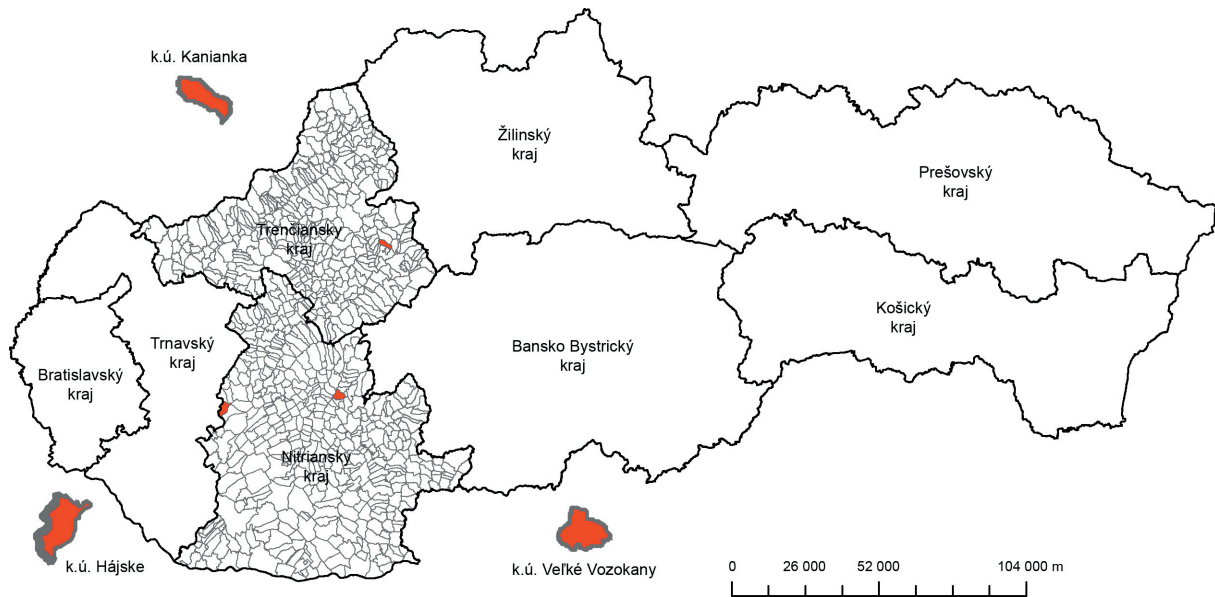 k.ú. Kanianka
Žilinský
kraj
Prešovský
kraj
Trenčiansky
kraj
Košický
kraj
Trnavský
kraj
Bansko Bystrický
kraj
Bratislavský
kraj
Nitriansky
kraj
k.ú. Hájske
k.ú. Veľké Vozokany
0 26 000 52 000 104 000 m